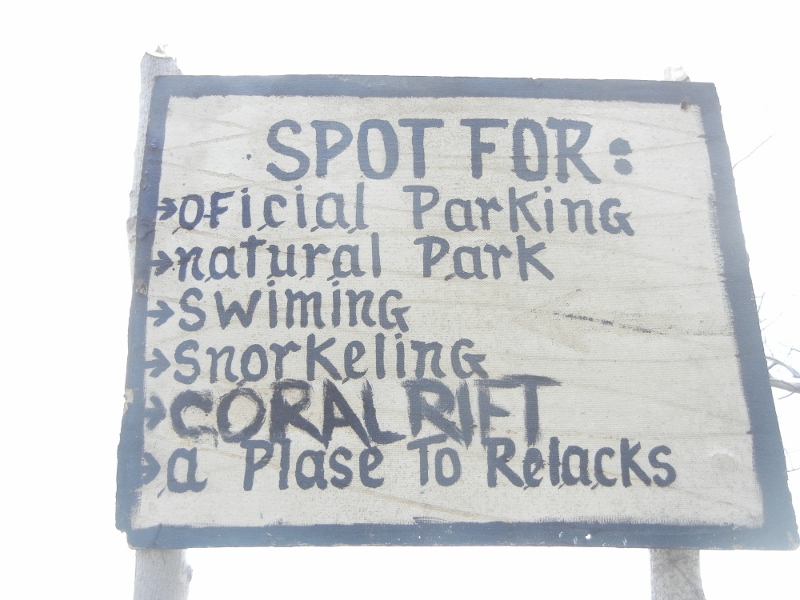 SPOT FOR:
→oficial Parking
→natural Park
→swiming
→snorkeling
→CORAL RIFT
→a Plase To Relacks